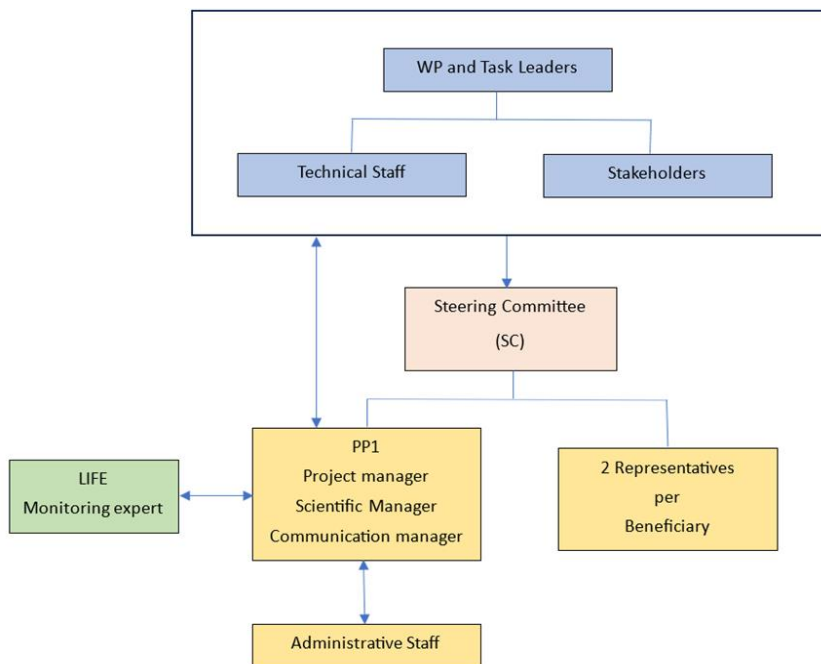 WP and Task Leaders
Technical Staff
Stakeholders
Steering Committee
(SC)
PP1
Project manager
Scientific Manager
Communication manager
2 Representatives
per
Beneficiary
LIFE
Monitoring expert
Administrative Staff